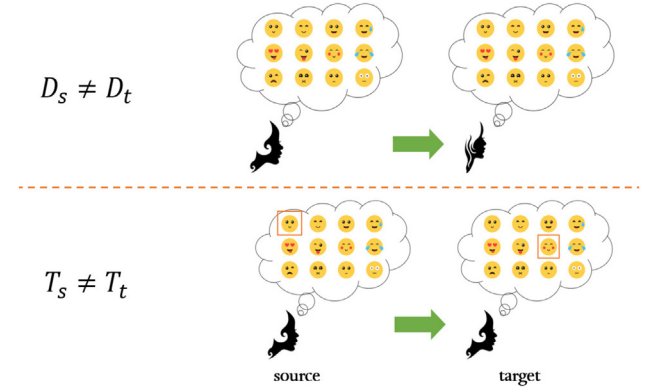 D_s ≠ D_t
T_s ≠ T_t
source target